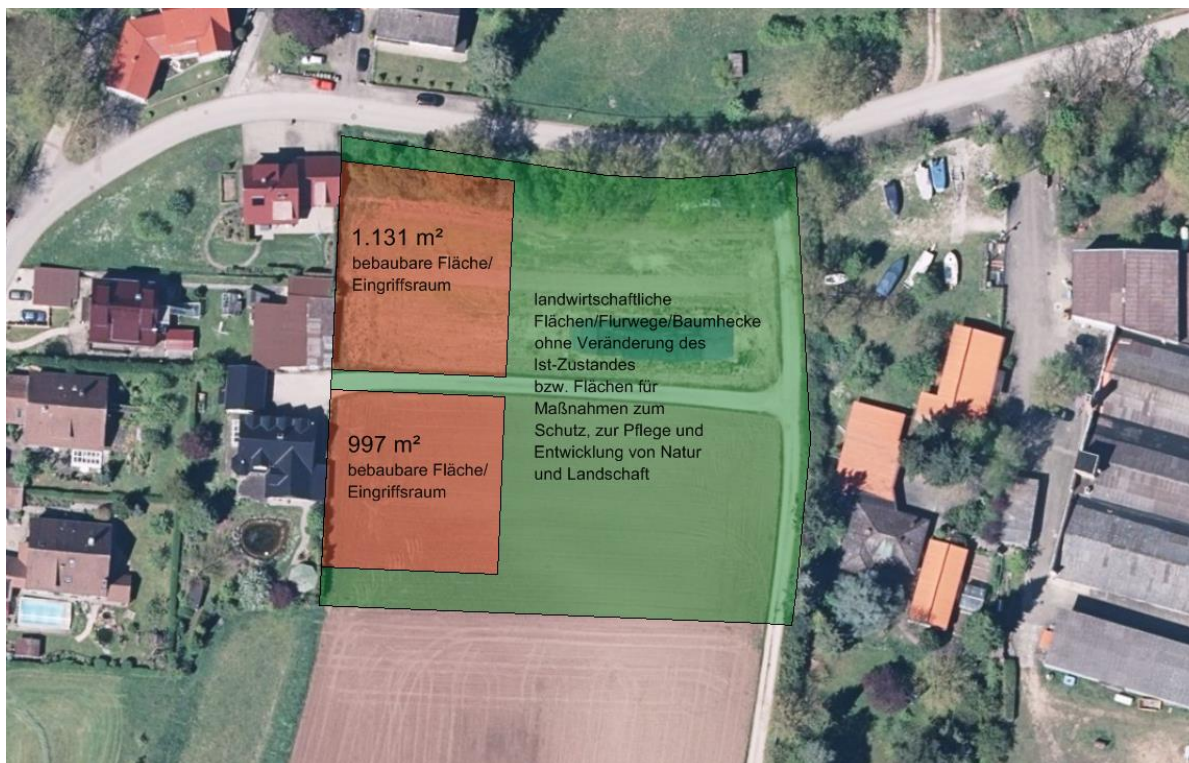 1.131 m²
bebaubare Fläche/
Eingriffsraum
landwirtschaftliche
Flächen/Flurwege/Baumhecke
ohne Veränderung des
Ist-Zustandes
bzw. Flächen für
Maßnahmen zum
Schutz, zur Pflege und
Entwicklung von Natur
und Landschaft
997 m²
bebaubare Fläche/
Eingriffsraum